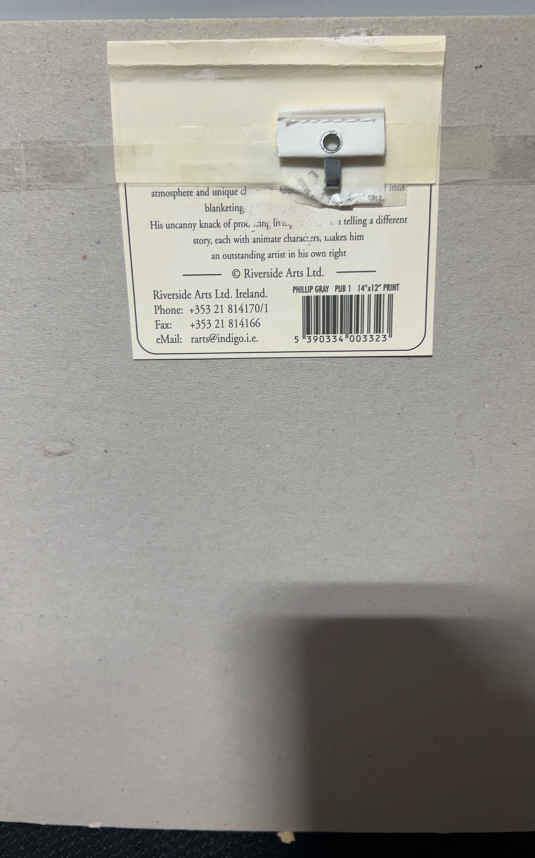 atmosphere and unique
blanketing.
His uncanny knack of telling a different
story, each with animate characters, makes him
an outstanding artist in his own right
© Riverside Arts Ltd.
Riverside Arts Ltd. Ireland.
Phone: +353 21 814170/1
Fax: +353 21 814166
eMail: rarts@indigo.i.e.
PHILLIP GRAY PUB 1 14"x12" PRINT
5 390334 003323